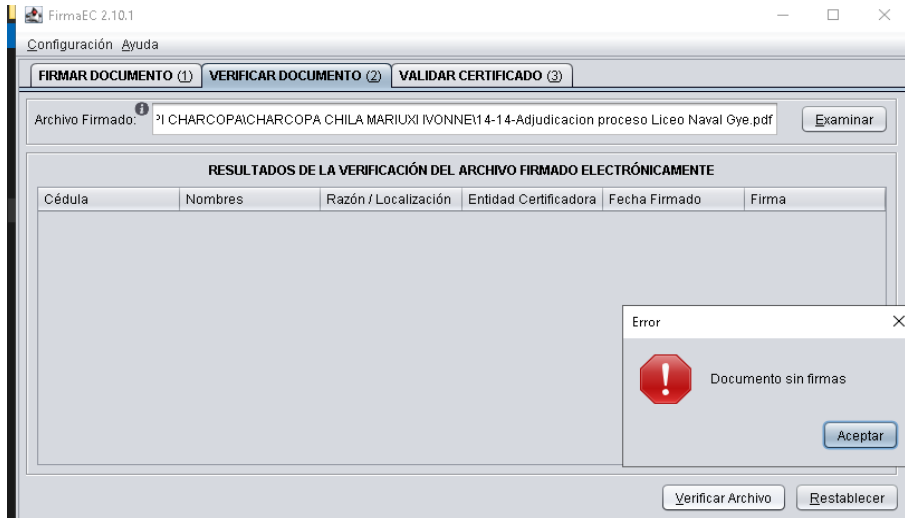 FirmaEC 2.10.1
Configuración Ayuda
FIRMAR DOCUMENTO (1) VERIFICAR DOCUMENTO (2) VALIDAR CERTIFICADO (3)
Archivo Firmado: CHARCOPA\CHARCOPA CHILA MARIUXI IVONNE\14-14-Adjudicacion proceso Liceo Naval Gye.pdf Examinar
RESULTADOS DE LA VERIFICACIÓN DEL ARCHIVO FIRMADO ELECTRÓNICAMENTE
Cédula Nombres Razón / Localización Entidad Certificadora Fecha Firmado Firma
Error
Documento sin firmas
Aceptar
Verificar Archivo Restablecer